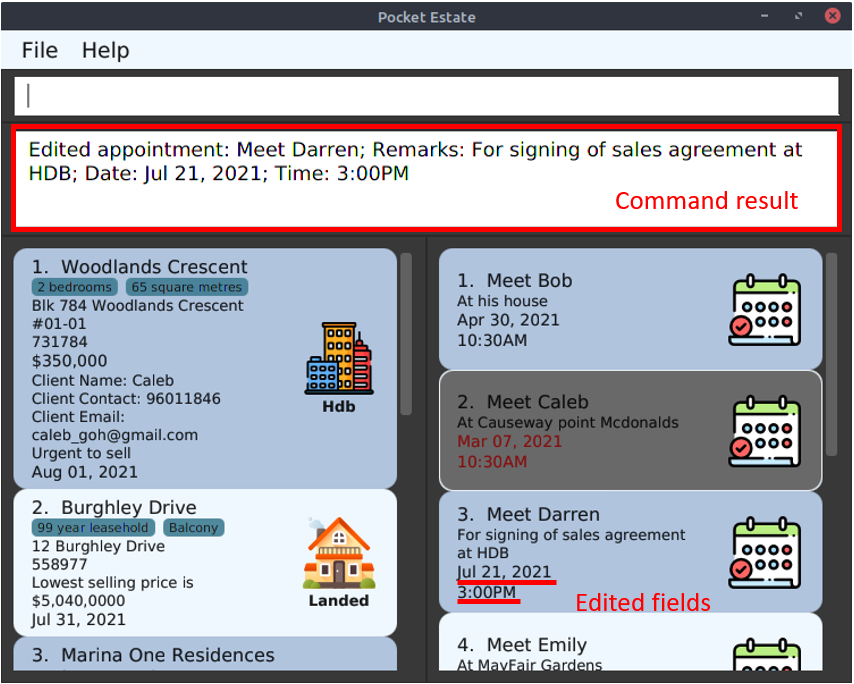 Pocket Estate
File Help
Edited appointment: Meet Darren; Remarks: For signing of sales agreement at
HDB; Date: Jul 21, 2021; Time: 3:00PM
Command result
1. Woodlands Crescent
2 bedrooms 65 square metres
Blk 784 Woodlands Crescent
#01-01
731784
$350,000
Client Name: Caleb
Client Contact: 96011846
Client Email:
caleb_goh@gmail.com
Urgent to sell
Aug 01, 2021
Hdb
2. Burghley Drive
99 year leasehold Balcony
12 Burghley Drive
558977
Lowest selling price is
$5,040,0000
Jul 31, 2021
Landed
3. Marina One Residences
1. Meet Bob
At his house
Apr 30, 2021
10:30AM
2. Meet Caleb
At Causeway point Mcdonalds
Mar 07, 2021
10:30AM
3. Meet Darren
For signing of sales agreement
at HDB
Jul 21, 2021
3:00PM
Edited fields
4. Meet Emily
At MayFair Gardens